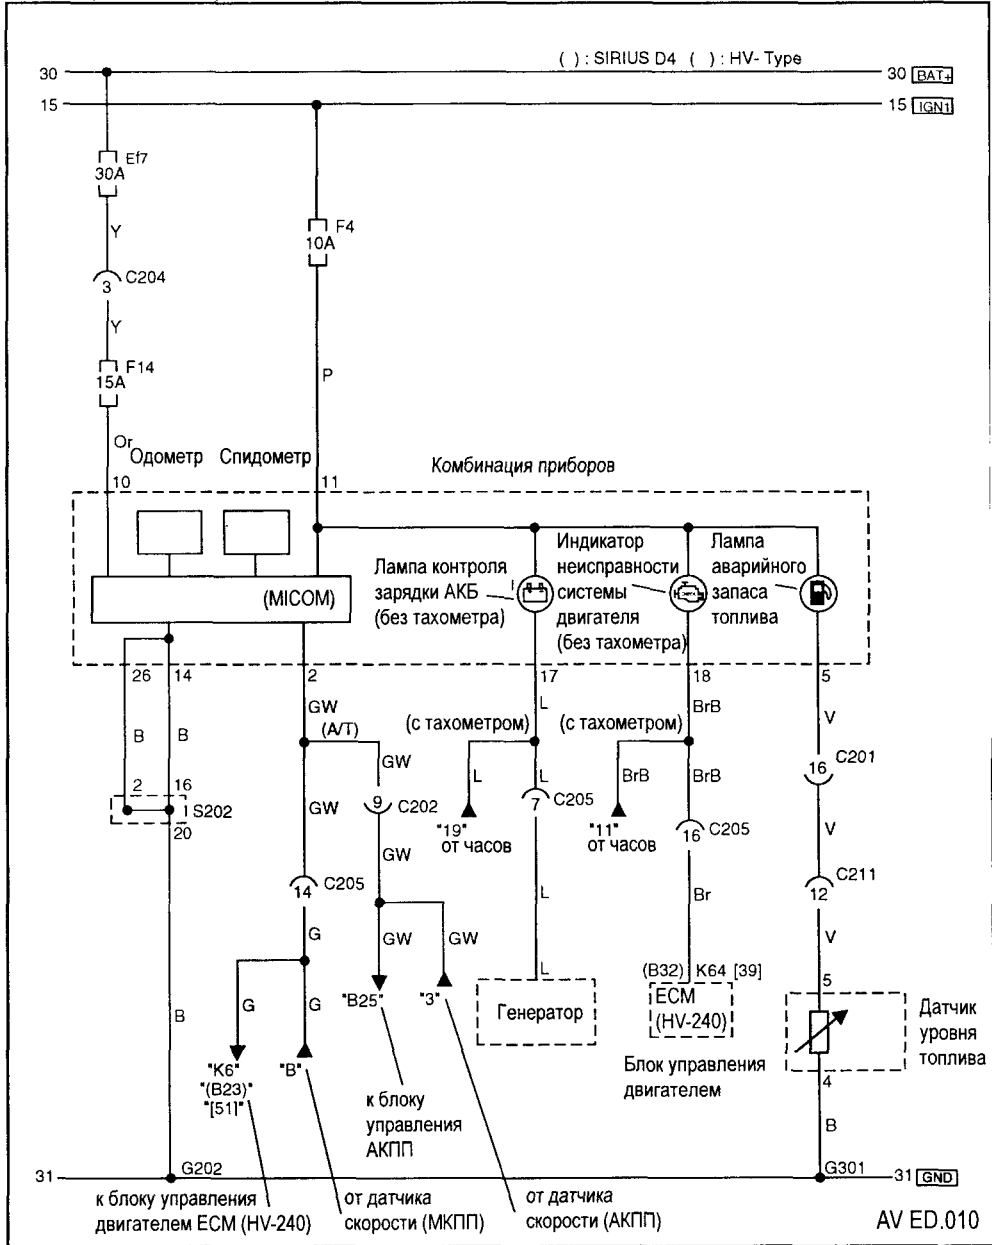 ( ) : SIRIUS D4 ( ) : HV- Type
30
30 BAT+
15
15 IGN1
Ef7
30A
F4
10A
Y
C204
3
Y
F14
15A
P
Or
Одометр Спидометр
Комбинация приборов
10
11
Лампа контроля
зарядки АКБ
(без тахометра)
Индикатор
неисправности
системы
двигателя
(без тахометра)
Лампа
аварийного
запаса
топлива
(MICOM)
26
14
2
17
18
5
GW
L
BrB
V
(A/T)
(с тахометром)
(с тахометром)
B
B
GW
L
L
BrB
BrB
16
C201
2
16
S202
20
GW
9
C202
7
C205
16
C205
"19"
от часов
"11"
от часов
V
GW
14
C205
L
Br
C211
12
G
GW
GW
L
V
(B32) K64 [39]
5
G
G
"B25"
"3"
Генератор
ECM
(HV-240)
Датчик
уровня
топлива
B
"K6"
"(B23)"
"[51]"
"B"
к блоку
управления
АКПП
Блок управления
двигателем
4
B
31
G202
G301
31 GND
к блоку управления
двигателем ECM (HV-240)
от датчика
скорости (МКПП)
от датчика
скорости (АКПП)
AV ED.010